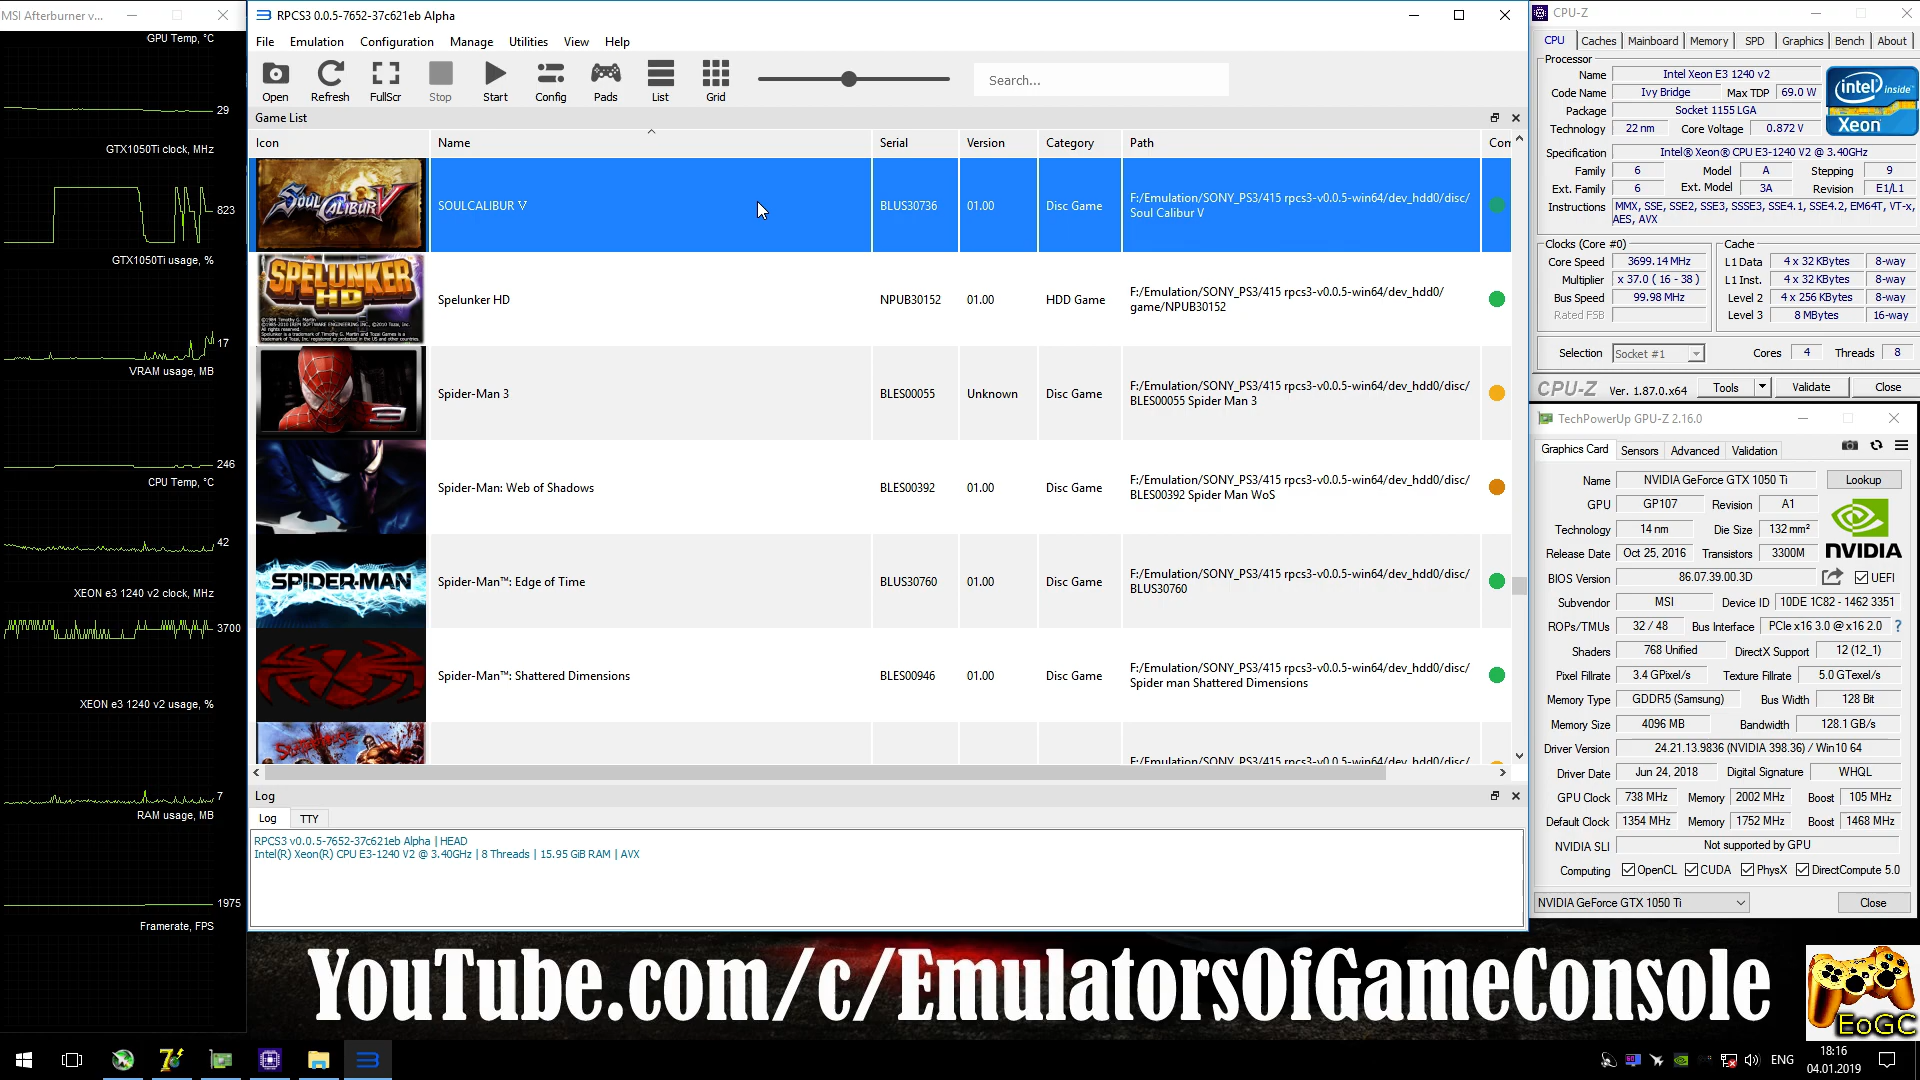 MSI Afterburner v...
GPU Temp, °C
29
GTX1050Ti clock, MHz
823
GTX1050Ti usage, %
17
VRAM usage, MB
246
CPU Temp, °C
42
XEON e3 1240 v2 clock, MHz
3700
XEON e3 1240 v2 usage, %
7
RAM usage, MB
1975
Framerate, FPS
RPCS3 0.0.5-7652-37c621eb Alpha
File Emulation Configuration Manage Utilities View Help
Open Refresh FullScr Stop Start Config Pads List Grid Search...
Game List
Icon Name Serial Version Category Path Com
SOULCALIBUR V
SOULCALIBUR V BLUS30736 01.00 Disc Game F:/Emulation/SONY_PS3/415 rpcs3-v0.0.5-win64/dev_hdd0/disc/
Soul Calibur V
SPELUNKER
HD
Spelunker HD NPUB30152 01.00 HDD Game F:/Emulation/SONY_PS3/415 rpcs3-v0.0.5-win64/dev_hdd0/
game/NPUB30152
3
Spider-Man 3 BLES00055 Unknown Disc Game F:/Emulation/SONY_PS3/415 rpcs3-v0.0.5-win64/dev_hdd0/disc/
BLES00055 Spider Man 3
Spider-Man: Web of Shadows BLES00392 01.00 Disc Game F:/Emulation/SONY_PS3/415 rpcs3-v0.0.5-win64/dev_hdd0/disc/
BLES00392 Spider Man WoS
SPIDER-MAN
Spider-Man™: Edge of Time BLUS30760 01.00 Disc Game F:/Emulation/SONY_PS3/415 rpcs3-v0.0.5-win64/dev_hdd0/disc/
BLUS30760
Spider-Man™: Shattered Dimensions BLES00946 01.00 Disc Game F:/Emulation/SONY_PS3/415 rpcs3-v0.0.5-win64/dev_hdd0/disc/
Spider man Shattered Dimensions
F:/Emulation/SONY_PS3/415 rpcs3-v0.0.5-win64/dev_hdd0/disc/
Log
Log TTY
RPCS3 v0.0.5-7652-37c621eb Alpha | HEAD
Intel(R) Xeon(R) CPU E3-1240 V2 @ 3.40GHz | 8 Threads | 15.95 GiB RAM | AVX
CPU-Z
CPU Caches Mainboard Memory SPD Graphics Bench About
Processor
Name Intel Xeon E3 1240 v2
Code Name Ivy Bridge Max TDP 69.0 W
Package Socket 1155 LGA
Technology 22 nm Core Voltage 0.872 V
intel inside
Xeon
Specification Intel® Xeon® CPU E3-1240 V2 @ 3.40GHz
Family 6 Model A Stepping 9
Ext. Family 6 Ext. Model 3A Revision E1/L1
Instructions MMX, SSE, SSE2, SSE3, SSSE3, SSE4.1, SSE4.2, EM64T, VT-x,
AES, AVX
Clocks (Core #0) Cache
Core Speed 3699.14 MHz L1 Data 4 x 32 KBytes 8-way
Multiplier x 37.0 ( 16 - 38 ) L1 Inst. 4 x 32 KBytes 8-way
Bus Speed 99.98 MHz Level 2 4 x 256 KBytes 8-way
Rated FSB Level 3 8 MBytes 16-way
Selection Socket #1 Cores 4 Threads 8
CPU-Z Ver. 1.87.0.x64 Tools Validate Close
TechPowerUp GPU-Z 2.16.0
Graphics Card Sensors Advanced Validation
Name NVIDIA GeForce GTX 1050 Ti Lookup
GPU GP107 Revision A1
Technology 14 nm Die Size 132 mm²
Release Date Oct 25, 2016 Transistors 3300M
NVIDIA
BIOS Version 86.07.39.00.3D UEFI
Subvendor MSI Device ID 10DE 1C82 - 1462 3351
ROPs/TMUs 32 / 48 Bus Interface PCIe x16 3.0 @ x16 2.0 ?
Shaders 768 Unified DirectX Support 12 (12_1)
Pixel Fillrate 3.4 GPixel/s Texture Fillrate 5.0 GTexel/s
Memory Type GDDR5 (Samsung) Bus Width 128 Bit
Memory Size 4096 MB Bandwidth 128.1 GB/s
Driver Version 24.21.13.9836 (NVIDIA 398.36) / Win10 64
Driver Date Jun 24, 2018 Digital Signature WHQL
GPU Clock 738 MHz Memory 2002 MHz Boost 105 MHz
Default Clock 1354 MHz Memory 1752 MHz Boost 1468 MHz
NVIDIA SLI Not supported by GPU
Computing OpenCL CUDA PhysX DirectCompute 5.0
NVIDIA GeForce GTX 1050 Ti Close
YouTube.com/c/EmulatorsOfGameConsole
EoGC
ENG 18:16
04.01.2019